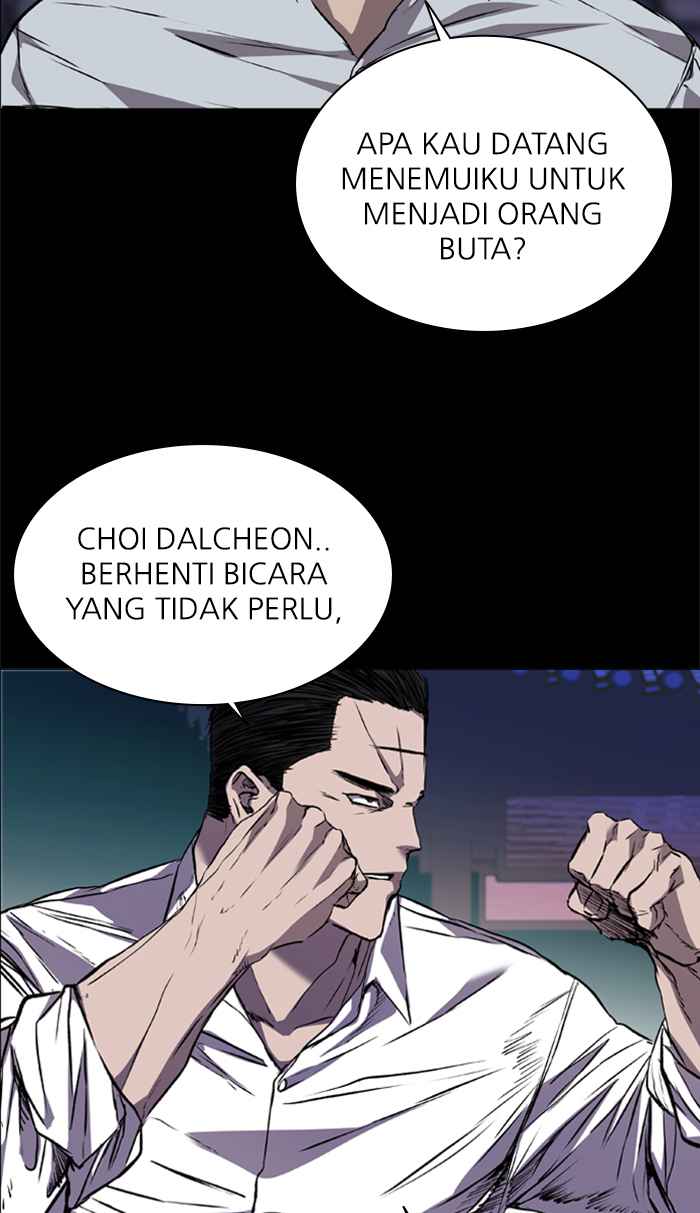 APA KAU DATANG
MENEMUIKU UNTUK
MENJADI ORANG
BUTA?
CHOI DALCHEON..
BERHENTI BICARA
YANG TIDAK PERLU,